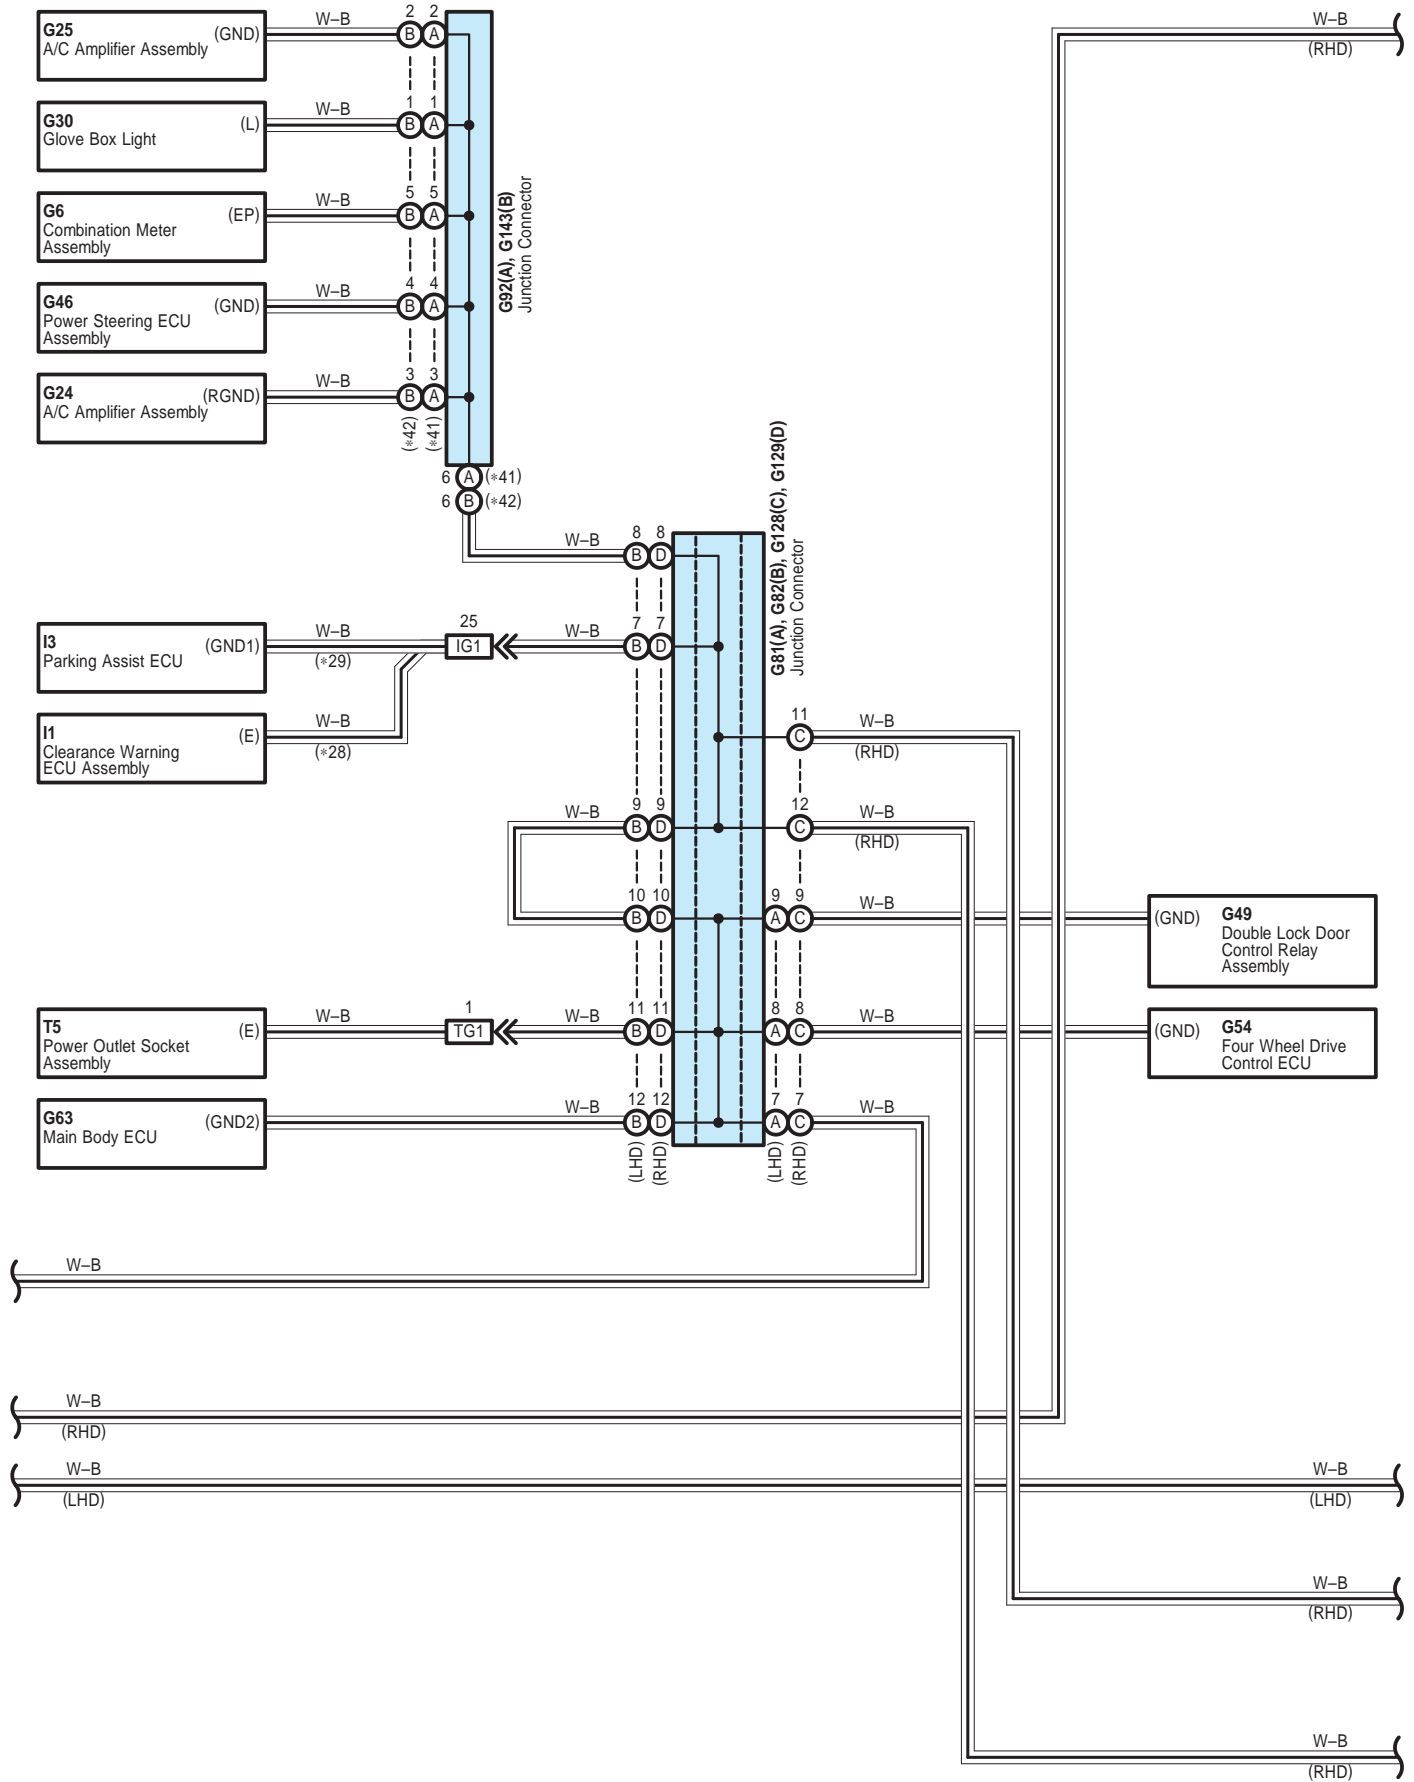 G25
(GND)
A/C Amplifier Assembly
W–B
2 2
B A
G30
(L)
Glove Box Light
W–B
1 1
B A
G6
(EP)
Combination Meter
Assembly
W–B
5 5
B A
G46
(GND)
Power Steering ECU
Assembly
W–B
4 4
B A
G24
(RGND)
A/C Amplifier Assembly
W–B
3 3
B A
(*42)
(*41)
G92(A), G143(B)
Junction Connector
6 A (*41)
6 B (*42)
W–B
8 8
B D
G81(A), G82(B), G128(C), G129(D)
Junction Connector
I3
(GND1)
Parking Assist ECU
W–B
(*29)
25
IG1
W–B
7 7
B D
I1
(E)
Clearance Warning
ECU Assembly
W–B
(*28)
11
C
W–B
(RHD)
W–B
9 9
B D
12
C
W–B
(RHD)
10 10
B D
9 9
A C
W–B
(GND)
G49
Double Lock Door
Control Relay
Assembly
T5
(E)
Power Outlet Socket
Assembly
W–B
1
TG1
W–B
11 11
B D
8 8
A C
W–B
(GND)
G54
Four Wheel Drive
Control ECU
G63
(GND2)
Main Body ECU
W–B
12 12
B D
7 7
A C
W–B
(LHD)
(RHD)
(LHD)
(RHD)
W–B
(RHD)
W–B
W–B
(RHD)
W–B
(LHD)
W–B
(LHD)
W–B
(RHD)
W–B
(RHD)